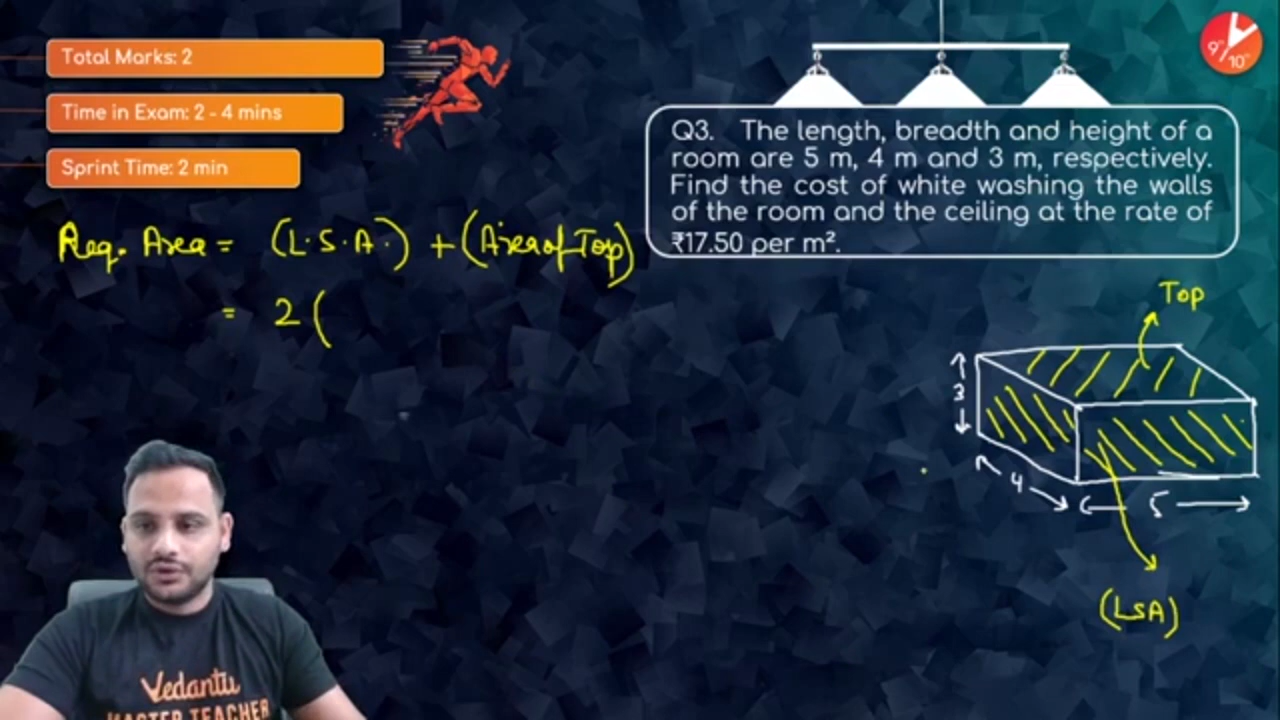 Total Marks: 2
Time in Exam: 2 - 4 mins
Sprint Time: 2 min
9th/10th
Q3. The length, breadth and height of a
room are 5 m, 4 m and 3 m, respectively.
Find the cost of white washing the walls
of the room and the ceiling at the rate of
₹17.50 per m².
Req. Area = (L.S.A.) + (Area of Top)
= 2 (
Top
3
4
5
(LSA)
Vedantu
MASTER TEACHER